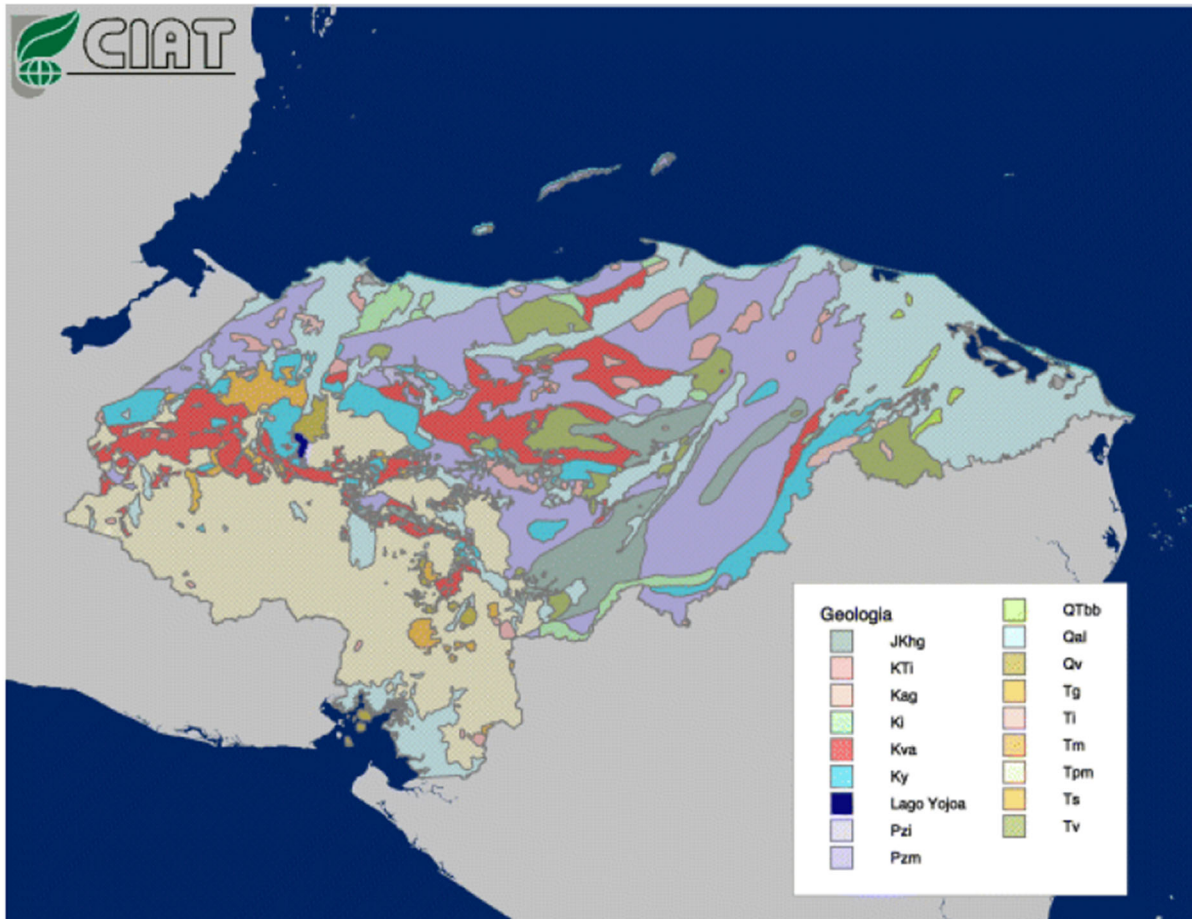 CIAT
Geologia
JKhg
KTi
Kag
Ki
Kva
Ky
Lago Yojoa
Pzi
Pzm
QTbb
Qal
Qv
Tg
Ti
Tm
Tpm
Ts
Tv